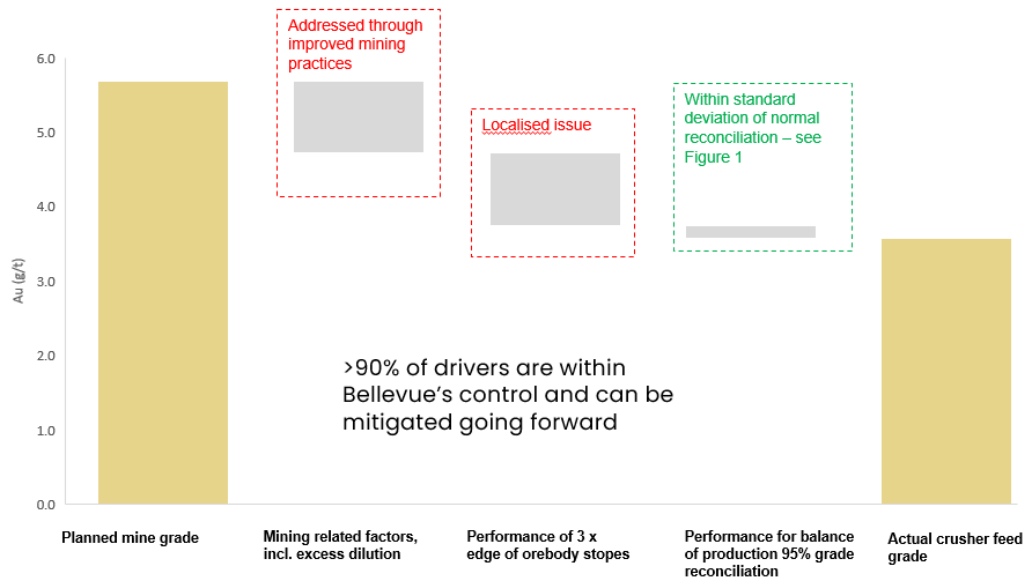 Addressed through
improved mining
practices
Localised issue
Within standard
deviation of normal
reconciliation – see
Figure 1
6.0
5.0
4.0
3.0
2.0
1.0
0.0
Au (g/t)
>90% of drivers are within
Bellevue's control and can be
mitigated going forward
Planned mine grade
Mining related factors,
incl. excess dilution
Performance of 3 x
edge of orebody stopes
Performance for balance
of production 95% grade
reconciliation
Actual crusher feed
grade